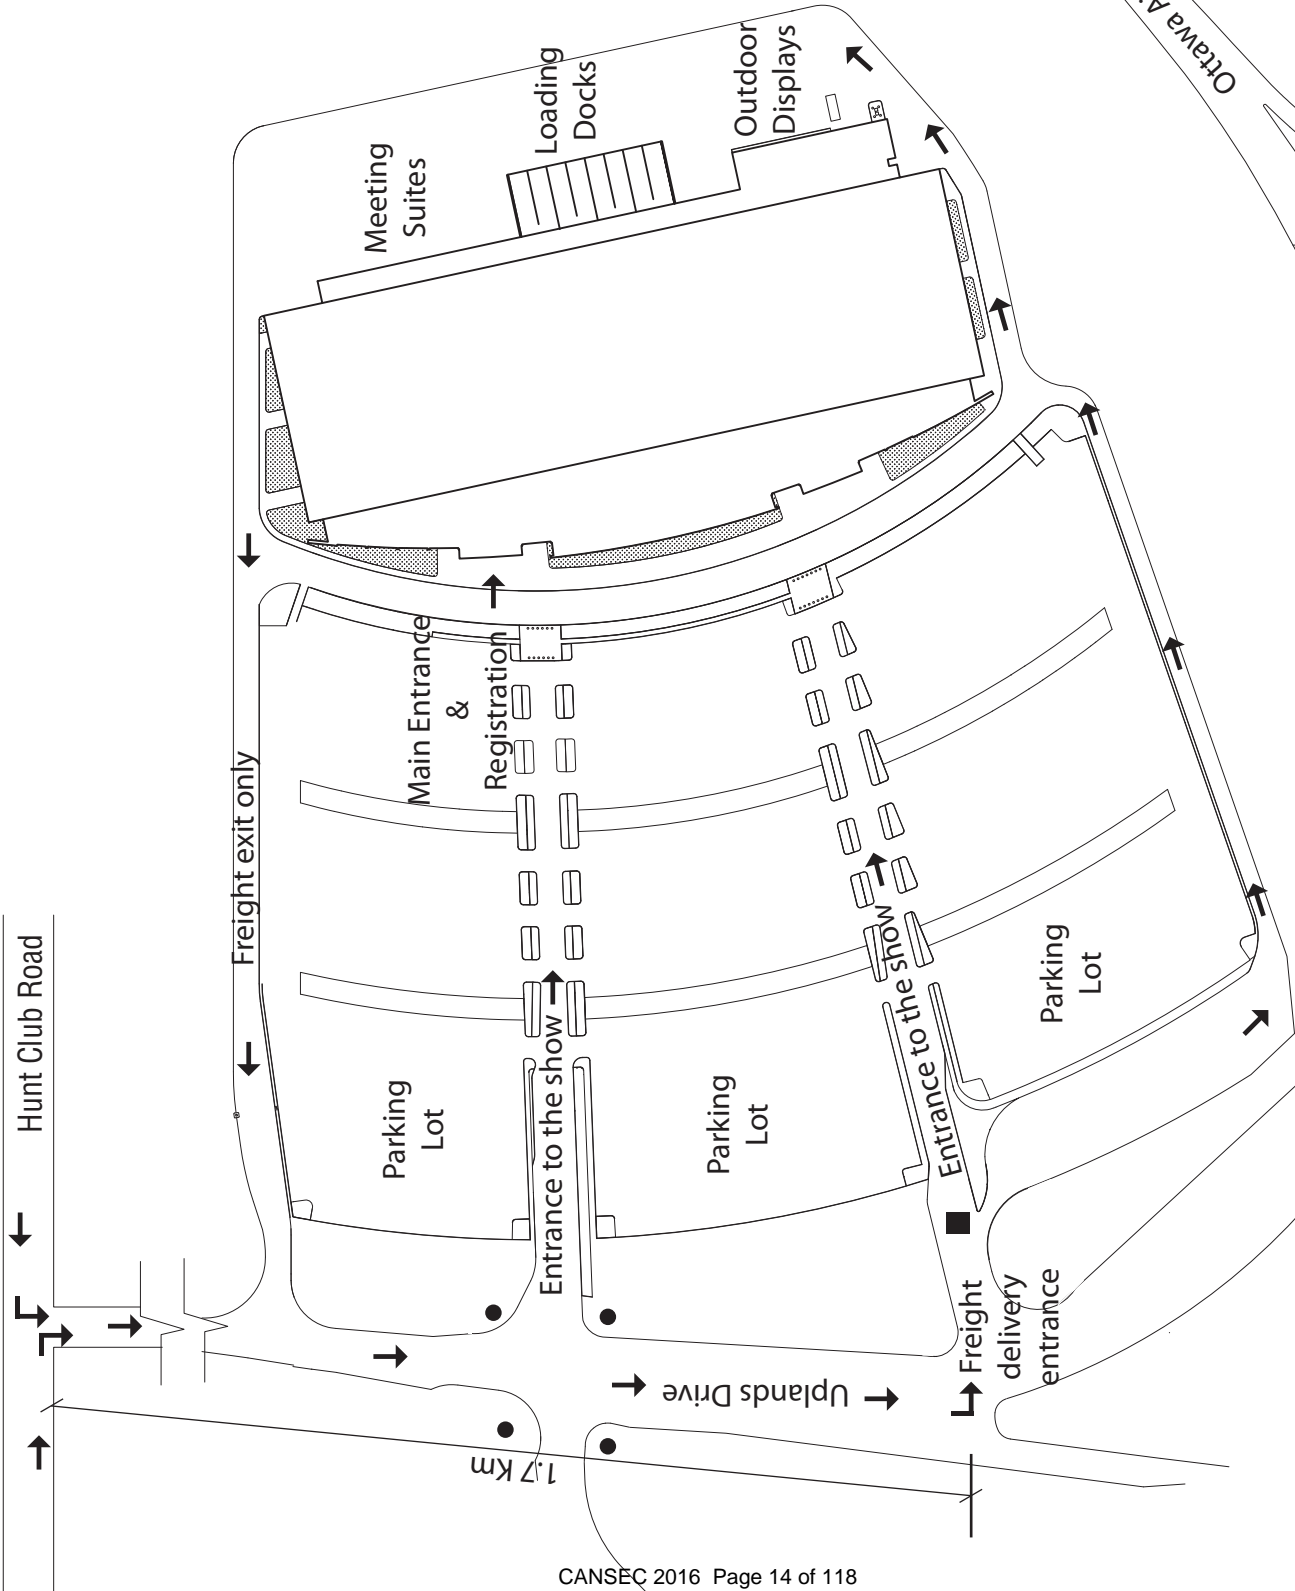 Ottawa Ai
Outdoor
Displays
Loading
Docks
Meeting
Suites
Main Entrance
&
Registration
Freight exit only
Hunt Club Road
Entrance to the show
Entrance to the show
Parking
Lot
Parking
Lot
Parking
Lot
Freight
delivery
entrance
Uplands Drive
1.7 Km
CANSEC 2016 Page 14 of 118